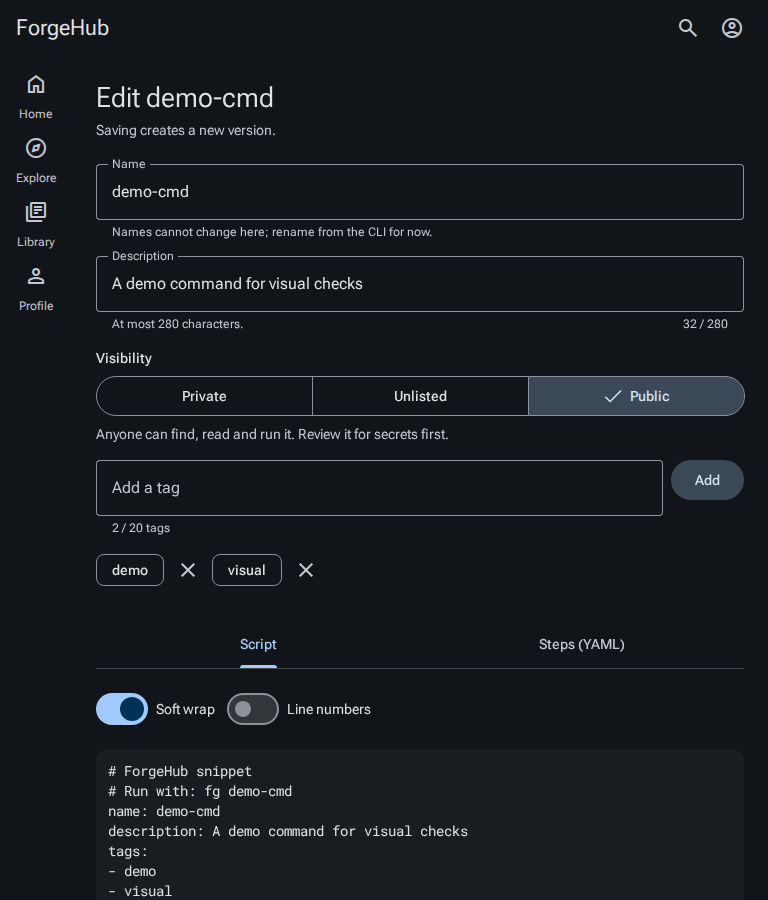 ForgeHub
Home
Explore
Library
Profile
Edit demo-cmd
Saving creates a new version.
Name
demo-cmd
Names cannot change here; rename from the CLI for now.
Description
A demo command for visual checks
At most 280 characters.
32 / 280
Visibility
Private
Unlisted
Public
Anyone can find, read and run it. Review it for secrets first.
Add a tag
Add
2 / 20 tags
demo
visual
Script
Steps (YAML)
Soft wrap
Line numbers
# ForgeHub snippet
# Run with: fg demo-cmd
name: demo-cmd
description: A demo command for visual checks
tags:
- demo
- visual